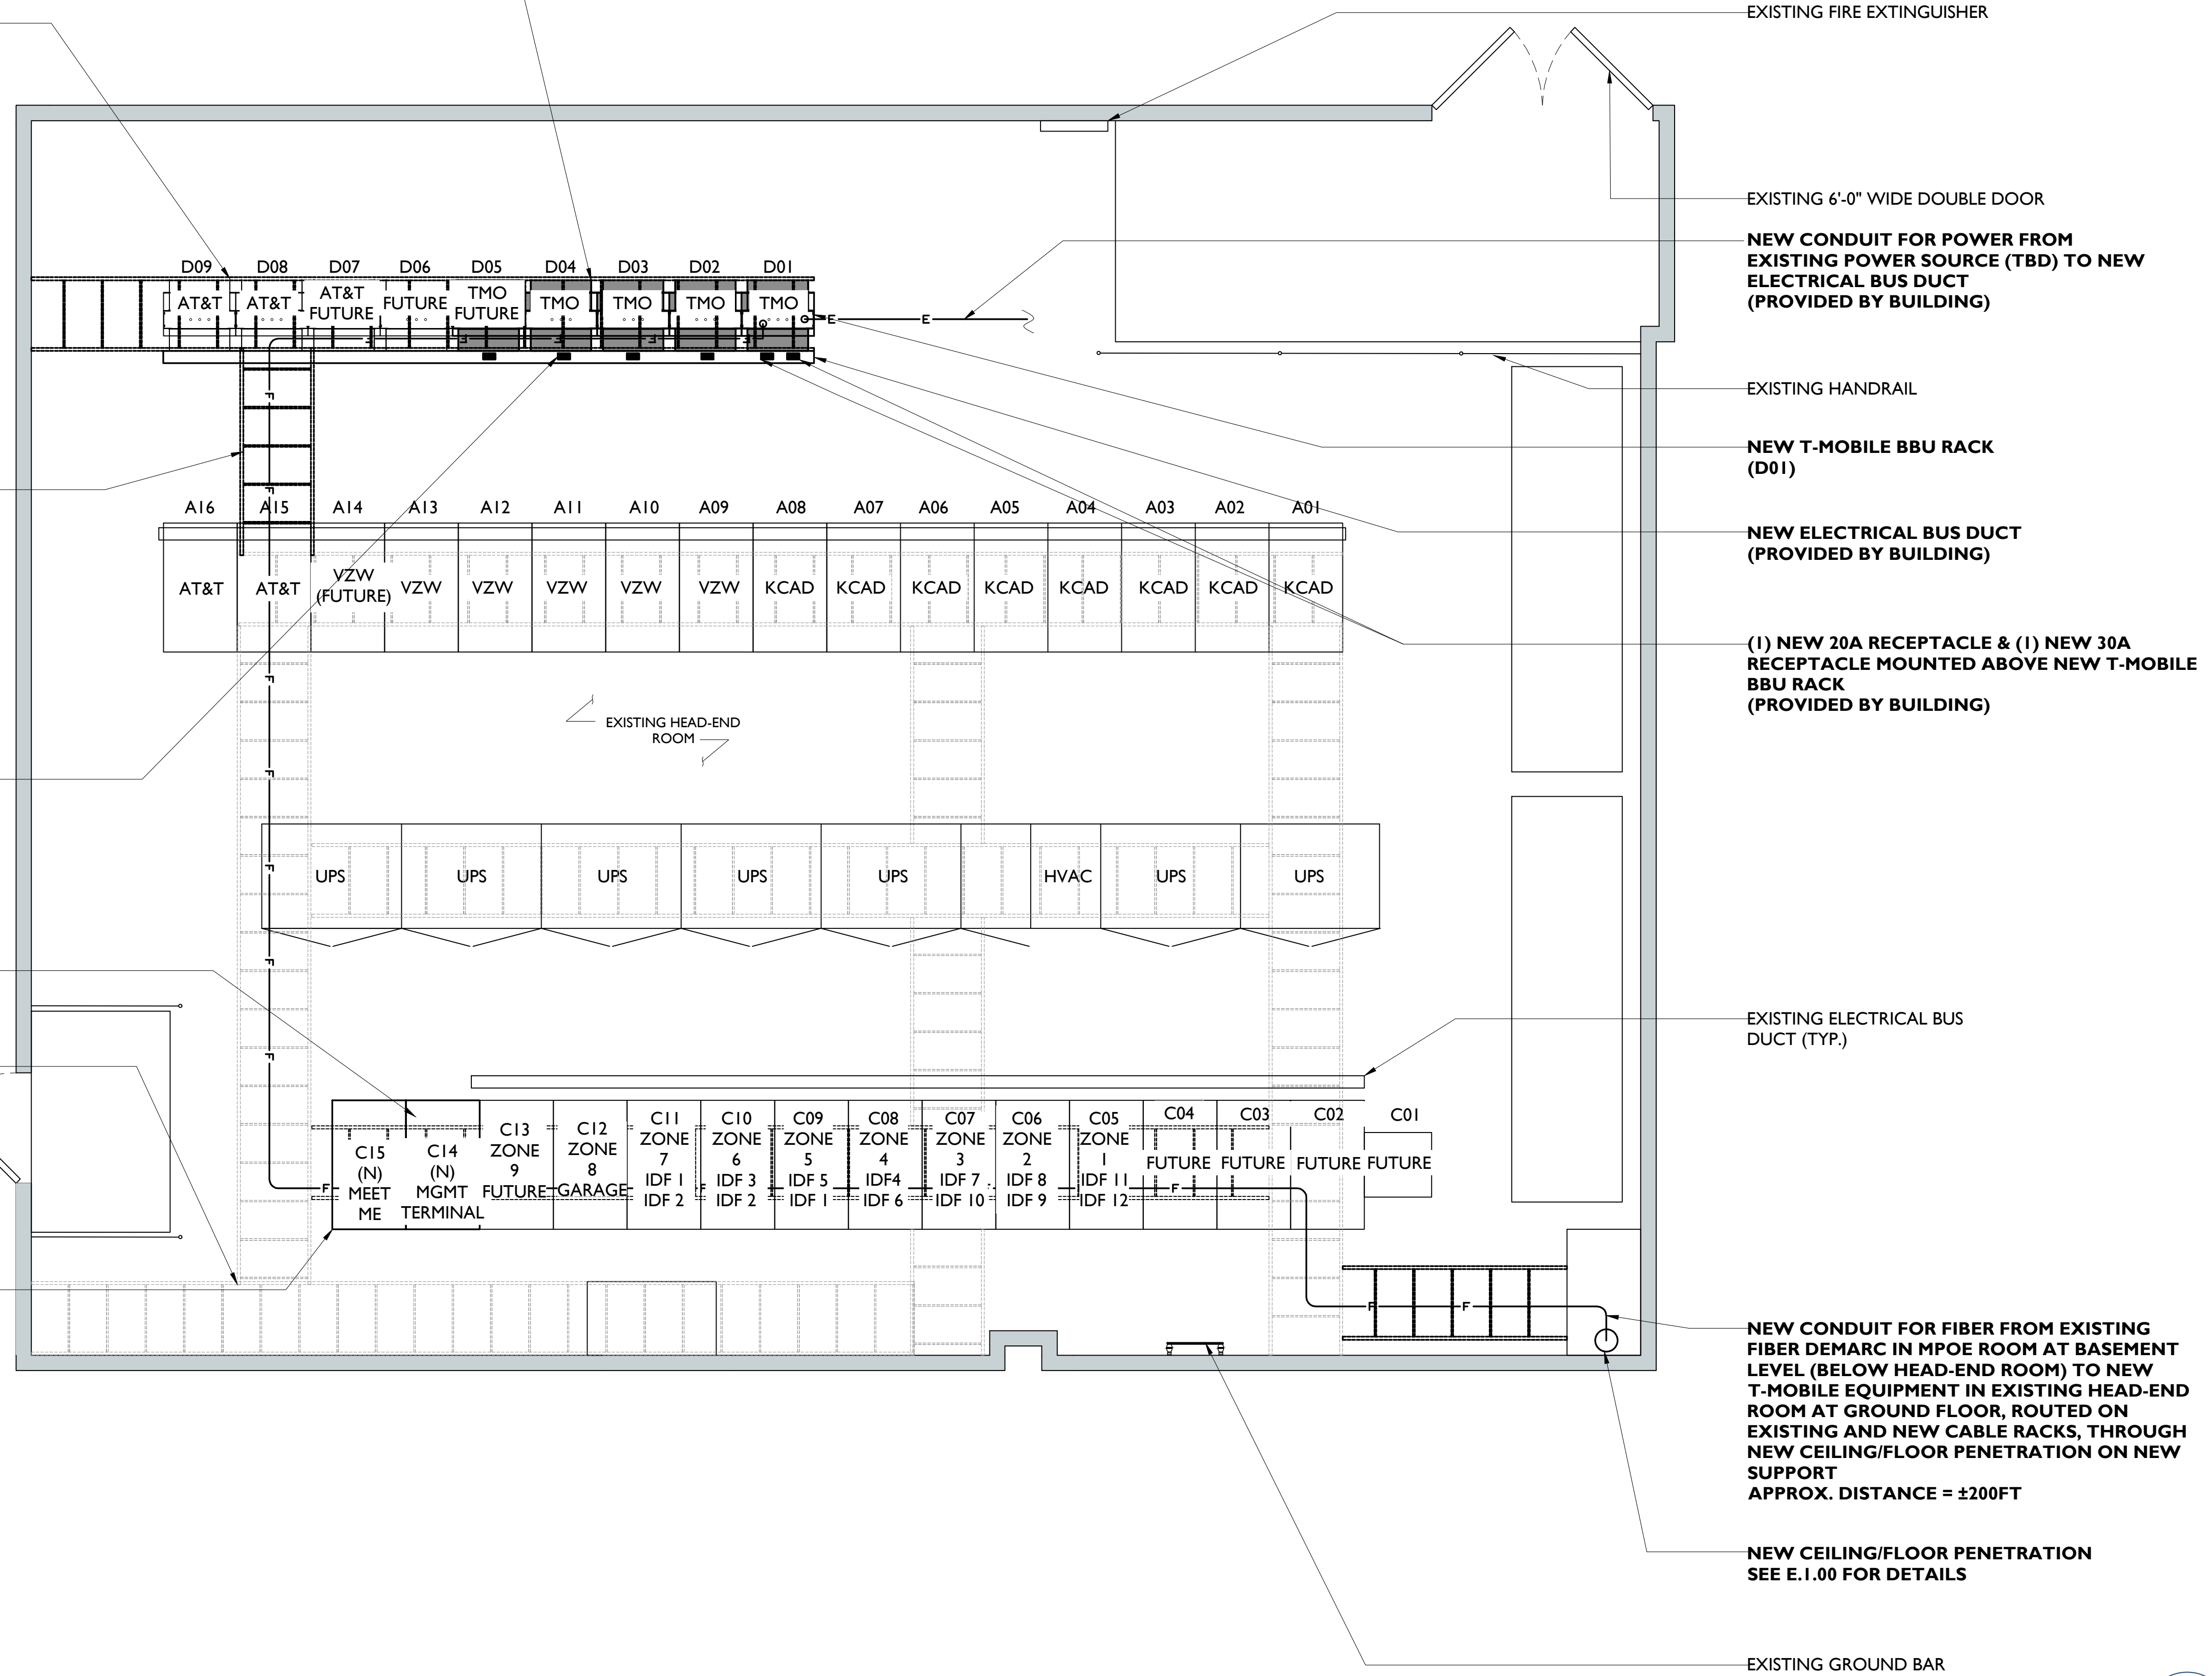 EXISTING FIRE EXTINGUISHER
EXISTING 6'-0" WIDE DOUBLE DOOR
NEW CONDUIT FOR POWER FROM
EXISTING POWER SOURCE (TBD) TO NEW
ELECTRICAL BUS DUCT
(PROVIDED BY BUILDING)
D09 D08 D07 D06 D05 D04 D03 D02 D01
AT&T
AT&T
AT&T
FUTURE
FUTURE
TMO
FUTURE
TMO
TMO
TMO
TMO
E E
F F F F
EXISTING HANDRAIL
F
NEW T-MOBILE BBU RACK
(D01)
F
NEW ELECTRICAL BUS DUCT
(PROVIDED BY BUILDING)
A16 A15 A14 A13 A12 A11 A10 A09 A08 A07 A06 A05 A04 A03 A02 A01
AT&T
AT&T
VZW
(FUTURE)
VZW
VZW
VZW
VZW
VZW
KCAD
KCAD
KCAD
KCAD
KCAD
KCAD
KCAD
KCAD
(1) NEW 20A RECEPTACLE & (1) NEW 30A
RECEPTACLE MOUNTED ABOVE NEW T-MOBILE
BBU RACK
(PROVIDED BY BUILDING)
F
EXISTING HEAD-END
ROOM
F
F
UPS
UPS
UPS
UPS
UPS
HVAC
UPS
UPS
F
EXISTING ELECTRICAL BUS
DUCT (TYP.)
F
C15
(N)
MEET
ME
C14
(N)
MGMT
TERMINAL
C13
ZONE
9
FUTURE
C12
ZONE
8
GARAGE
C11
ZONE
7
IDF 1
IDF 2
C10
ZONE
6
IDF 3
IDF 2
C09
ZONE
5
IDF 5
IDF 1
C08
ZONE
4
IDF4
IDF 6
C07
ZONE
3
IDF 7
IDF 10
C06
ZONE
2
IDF 8
IDF 9
C05
ZONE
1
IDF 11
IDF 12
C04
FUTURE
C03
FUTURE
C02
FUTURE
C01
FUTURE
F F F
F F
NEW CONDUIT FOR FIBER FROM EXISTING
FIBER DEMARC IN MPOE ROOM AT BASEMENT
LEVEL (BELOW HEAD-END ROOM) TO NEW
T-MOBILE EQUIPMENT IN EXISTING HEAD-END
ROOM AT GROUND FLOOR, ROUTED ON
EXISTING AND NEW CABLE RACKS, THROUGH
NEW CEILING/FLOOR PENETRATION ON NEW
SUPPORT
APPROX. DISTANCE = ±200FT
NEW CEILING/FLOOR PENETRATION
SEE E.1.00 FOR DETAILS
EXISTING GROUND BAR